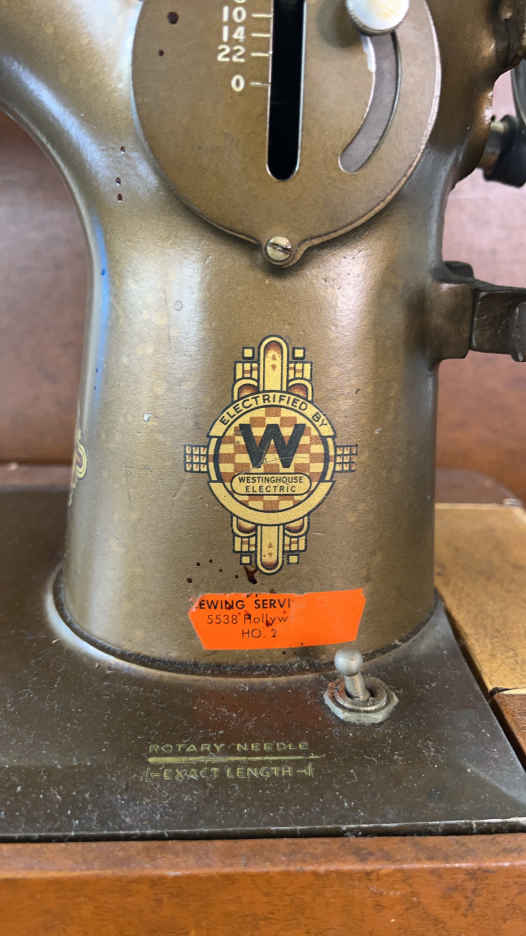 10
14
22
0
ELECTRIFIED BY
W
WESTINGHOUSE
ELECTRIC
EWING SERVI
5538 Hollyw
HO. 2
ROTARY NEEDLE
EXACT LENGTH